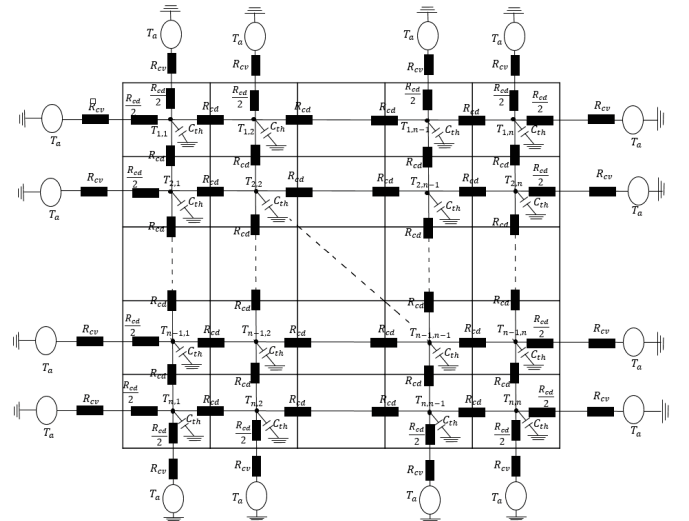 T_a T_a T_a T_a
R_cv R_cv R_cv R_cv
R_cd/2 R_cd/2 R_cd/2 R_cd/2
R_cv R_cd/2 R_cd R_cd R_cd R_cd R_cd/2 R_cv
T_a T_1,1 C_th T_1,2 C_th T_1,n−1 C_th T_1,n C_th T_a
R_cd R_cd R_cd R_cd
R_cv R_cd/2 T_2,1 R_cd T_2,2 R_cd R_cd T_2,n−1 R_cd T_2,n R_cd/2 R_cv
T_a C_th C_th C_th C_th T_a
R_cd R_cd R_cd R_cd
R_cd R_cd R_cd R_cd
R_cv R_cd/2 T_n−1,1 R_cd T_n−1,2 R_cd R_cd T_n−1,n−1 R_cd T_n−1,n R_cd/2 R_cv
T_a C_th C_th C_th C_th T_a
R_cd R_cd R_cd R_cd
R_cv R_cd/2 T_n,1 R_cd T_n,2 R_cd R_cd T_n,n−1 R_cd T_n,n R_cd/2 R_cv
T_a C_th C_th C_th C_th T_a
R_cd/2 R_cd/2 R_cd/2 R_cd/2
R_cv R_cv R_cv R_cv
T_a T_a T_a T_a